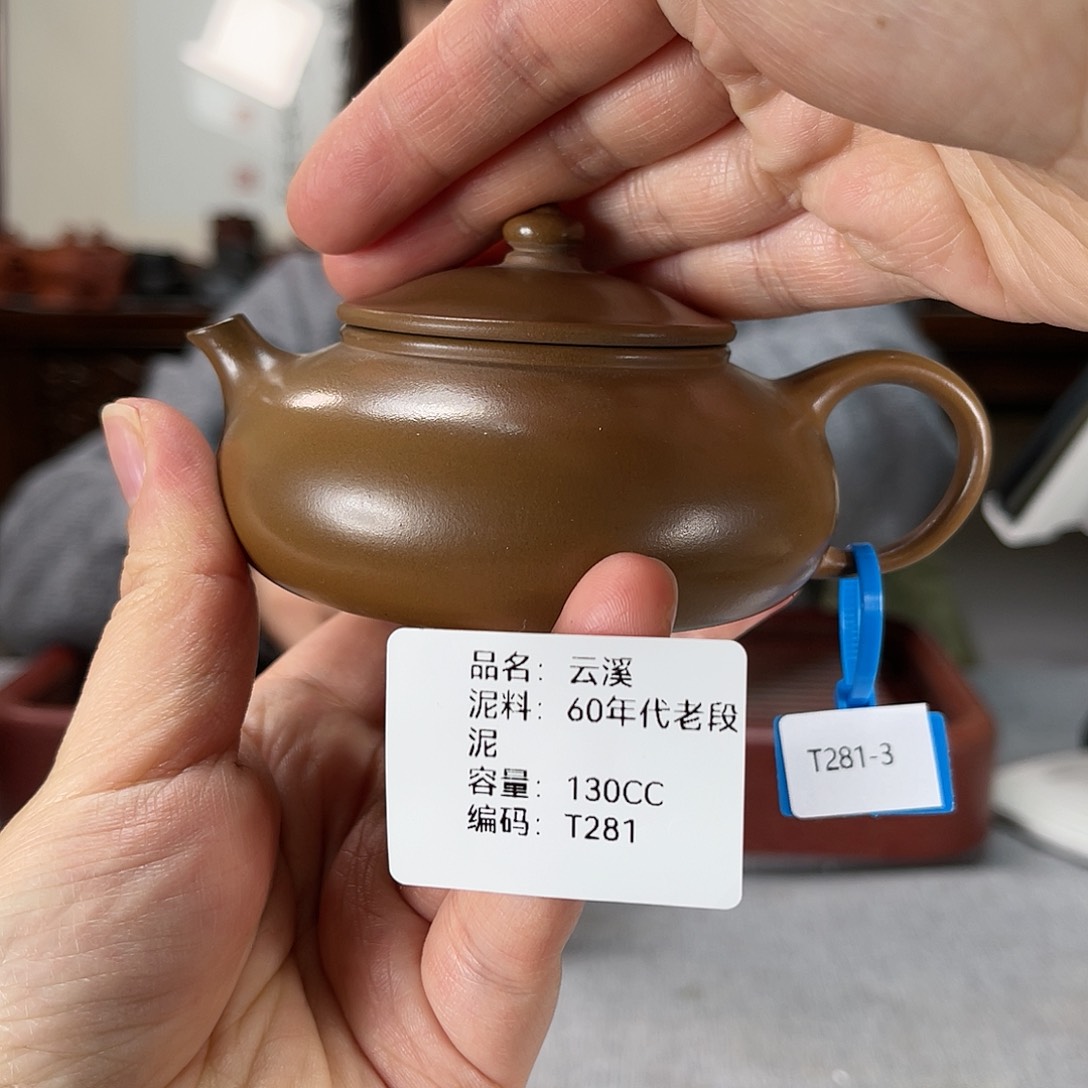 品名：云溪
泥料：60年代老段
泥
容量：130CC
编码：T281
T281-3